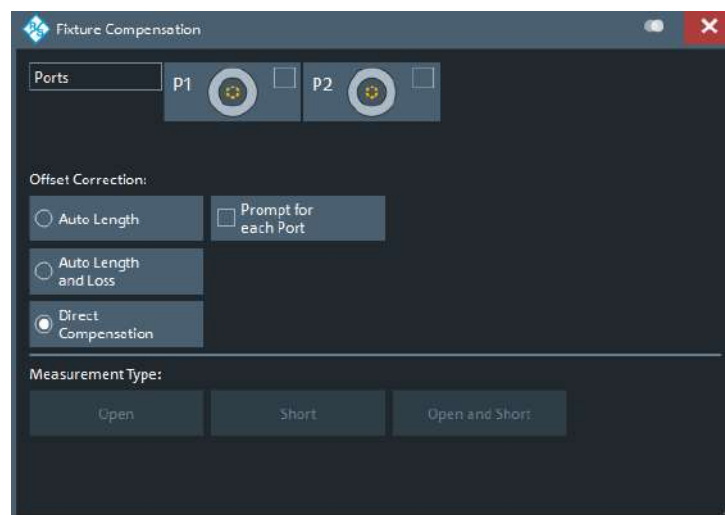 Fixture Compensation
Ports
P1
P2
Offset Correction:
Auto Length
Prompt for
each Port
Auto Length
and Loss
Direct
Compensation
Measurement Type:
Open
Short
Open and Short